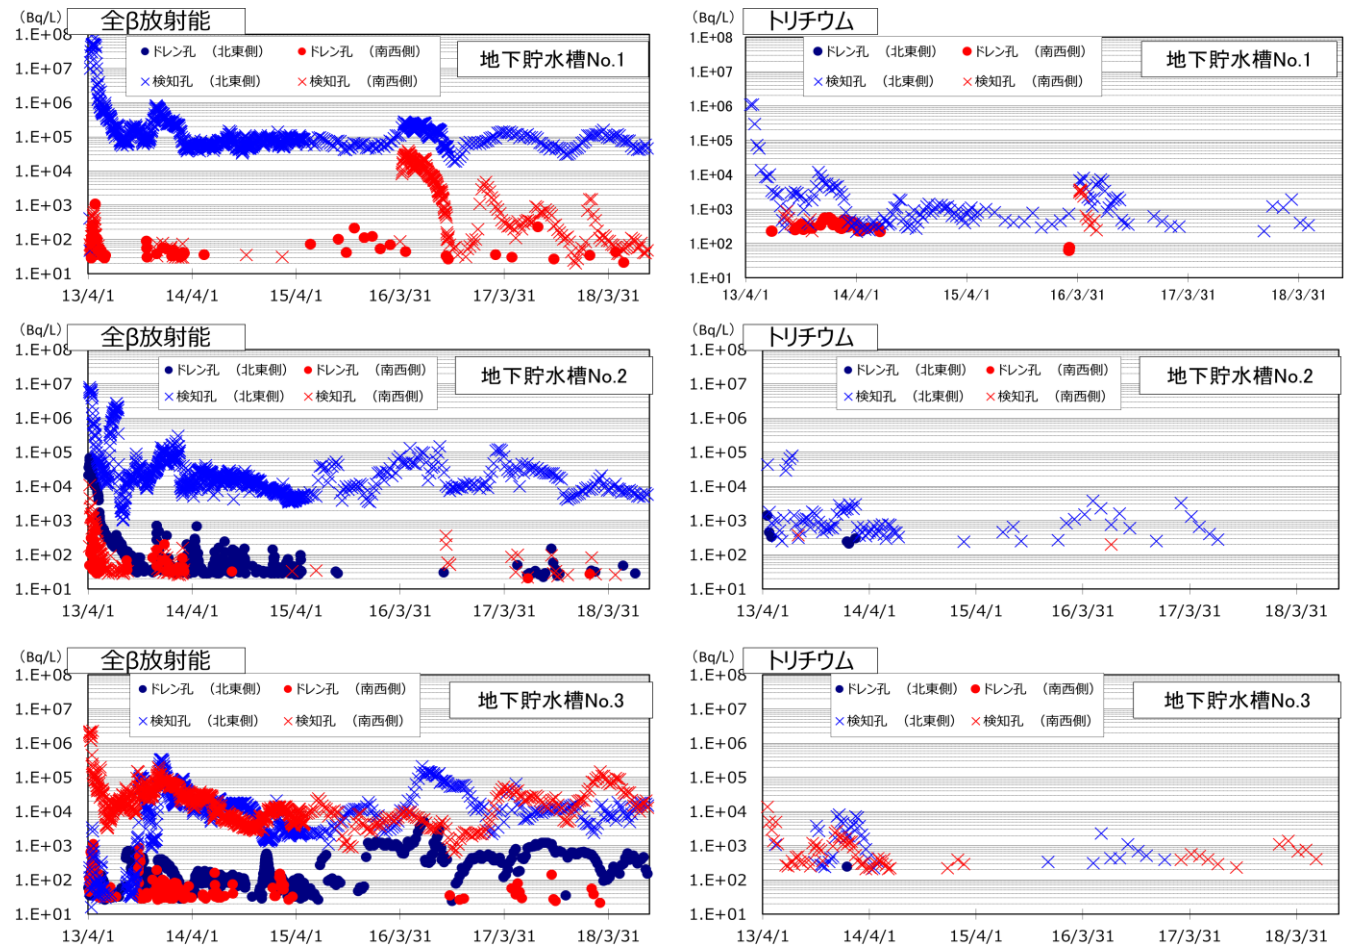 (Bq/L)
全β放射能
1.E+08
1.E+07
1.E+06
1.E+05
1.E+04
1.E+03
1.E+02
1.E+01
ドレン孔 （北東側） ドレン孔 （南西側）
検知孔 （北東側） 検知孔 （南西側）
地下貯水槽No.1
13/4/1 14/4/1 15/4/1 16/3/31 17/3/31 18/3/31
(Bq/L)
トリチウム
1.E+08
1.E+07
1.E+06
1.E+05
1.E+04
1.E+03
1.E+02
1.E+01
ドレン孔 （北東側） ドレン孔 （南西側）
検知孔 （北東側） 検知孔 （南西側）
地下貯水槽No.1
13/4/1 14/4/1 15/4/1 16/3/31 17/3/31 18/3/31
(Bq/L)
全β放射能
1.E+08
1.E+07
1.E+06
1.E+05
1.E+04
1.E+03
1.E+02
1.E+01
ドレン孔 （北東側） ドレン孔 （南西側）
検知孔 （北東側） 検知孔 （南西側）
地下貯水槽No.2
13/4/1 14/4/1 15/4/1 16/3/31 17/3/31 18/3/31
(Bq/L)
トリチウム
1.E+08
1.E+07
1.E+06
1.E+05
1.E+04
1.E+03
1.E+02
1.E+01
ドレン孔 （北東側） ドレン孔 （南西側）
検知孔 （北東側） 検知孔 （南西側）
地下貯水槽No.2
13/4/1 14/4/1 15/4/1 16/3/31 17/3/31 18/3/31
(Bq/L)
全β放射能
1.E+08
1.E+07
1.E+06
1.E+05
1.E+04
1.E+03
1.E+02
1.E+01
ドレン孔 （北東側） ドレン孔 （南西側）
検知孔 （北東側） 検知孔 （南西側）
地下貯水槽No.3
13/4/1 14/4/1 15/4/1 16/3/31 17/3/31 18/3/31
(Bq/L)
トリチウム
1.E+08
1.E+07
1.E+06
1.E+05
1.E+04
1.E+03
1.E+02
1.E+01
ドレン孔 （北東側） ドレン孔 （南西側）
検知孔 （北東側） 検知孔 （南西側）
地下貯水槽No.3
13/4/1 14/4/1 15/4/1 16/3/31 17/3/31 18/3/31